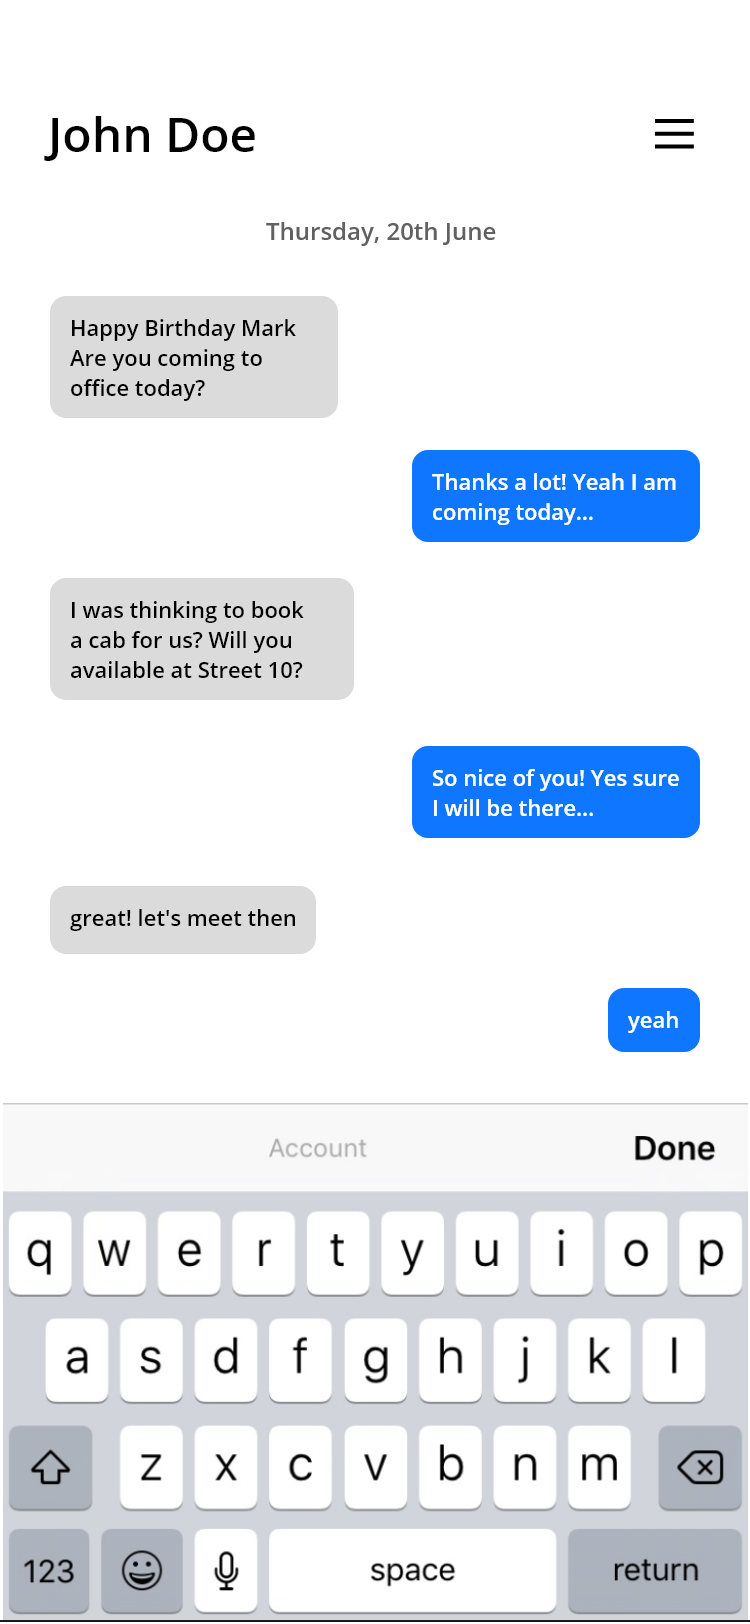 John Doe
Thursday, 20th June
Happy Birthday Mark
Are you coming to
office today?
Thanks a lot! Yeah I am
coming today...
I was thinking to book
a cab for us? Will you
available at Street 10?
So nice of you! Yes sure
I will be there...
great! let's meet then
yeah
Account Done
q w e r t y u i o p
a s d f g h j k l
z x c v b n m
123 space return